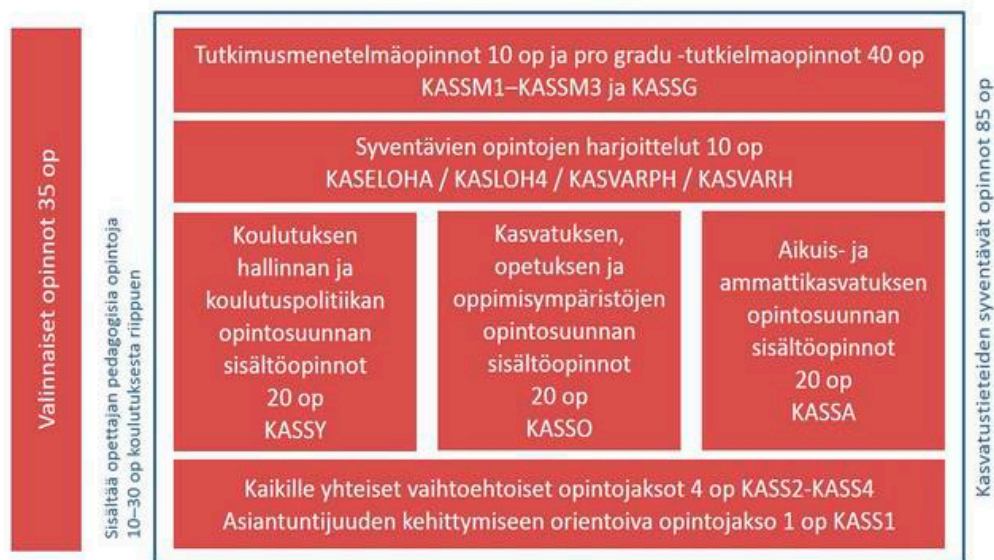 Valinnaiset opinnot 35 op
Sisältää opettajan pedagogisia opintoja
10–30 op koulutuksesta riippuen
Tutkimusmenetelmäopinnot 10 op ja pro gradu -tutkielmaopinnot 40 op
KASSM1–KASSM3 ja KASSG
Syventävien opintojen harjoittelut 10 op
KASELOHA / KASLOH4 / KASVARPH / KASVARH
Koulutuksen
hallinnan ja
koulutuspolitiikan
opintosuunnan
sisältöopinnot
20 op
KASSY
Kasvatuksen,
opetuksen ja
oppimisympäristöjen
opintosuunnan
sisältöopinnot
20 op
KASSO
Aikuis- ja
ammattikasvatuksen
opintosuunnan
sisältöopinnot
20 op
KASSA
Kaikille yhteiset vaihtoehtoiset opintojaksot 4 op KASS2-KASS4
Asiantuntijuuden kehittymiseen orientoiva opintojakso 1 op KASS1
Kasvatustieteiden syventävät opinnot 85 op